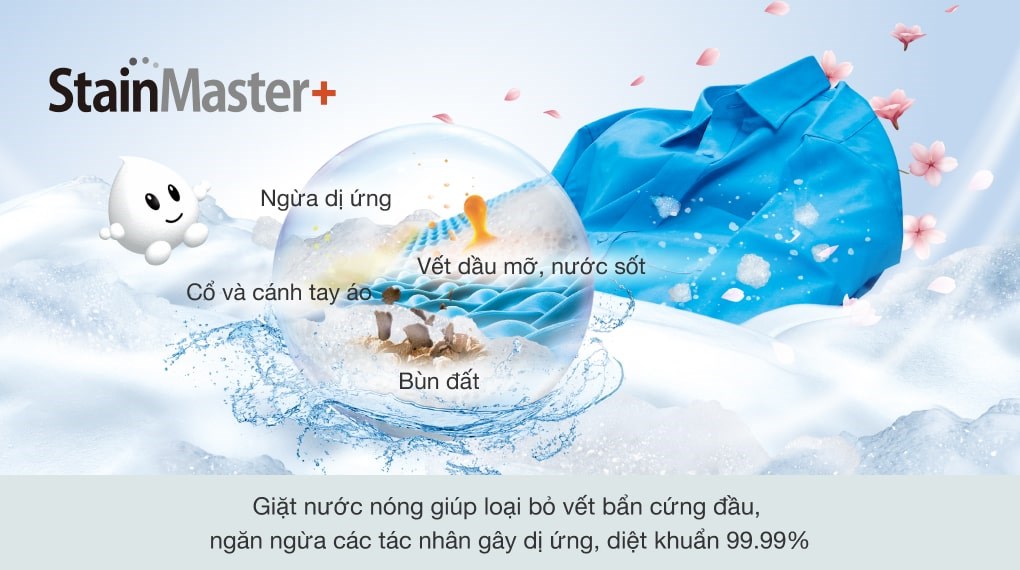 StainMaster+
Ngừa dị ứng
Vết dầu mỡ, nước sốt
Cổ và cánh tay áo
Bùn đất
Giặt nước nóng giúp loại bỏ vết bẩn cứng đầu,
ngăn ngừa các tác nhân gây dị ứng, diệt khuẩn 99.99%